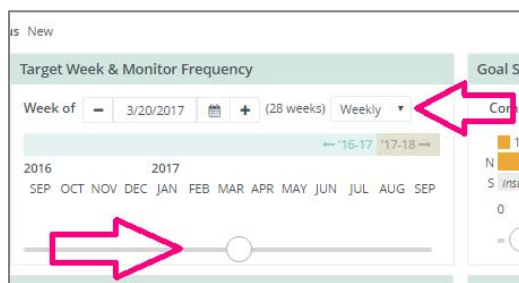 us New
Target Week & Monitor Frequency
Goal S
Week of − 3/20/2017 + (28 weeks) Weekly
← '16-17 '17-18 →
1
2016 2017
N
SEP OCT NOV DEC JAN FEB MAR APR MAY JUN JUL AUG SEP
S
0
=